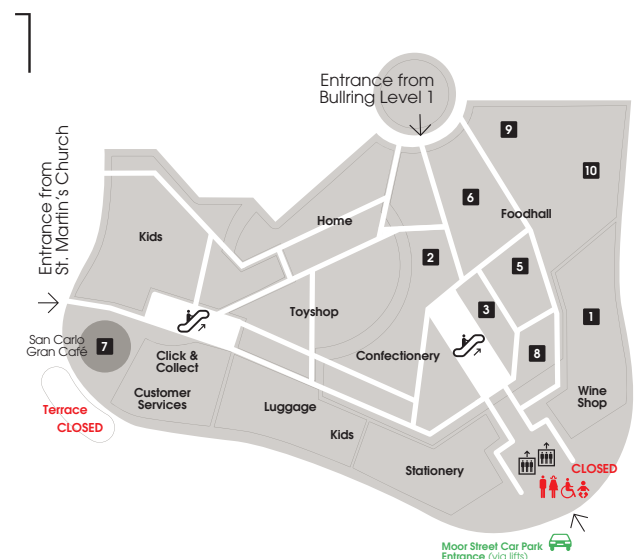 1
Entrance from
Bullring Level 1
Entrance from
St. Martin's Church
9
10
6
Foodhall
Home
Kids
2
5
Toyshop
3
1
San Carlo
Gran Café
7
Click &
Collect
Confectionery
8
Customer
Services
Wine
Shop
Terrace
CLOSED
Luggage
Kids
Stationery
CLOSED
Moor Street Car Park
Entrance (via lifts)